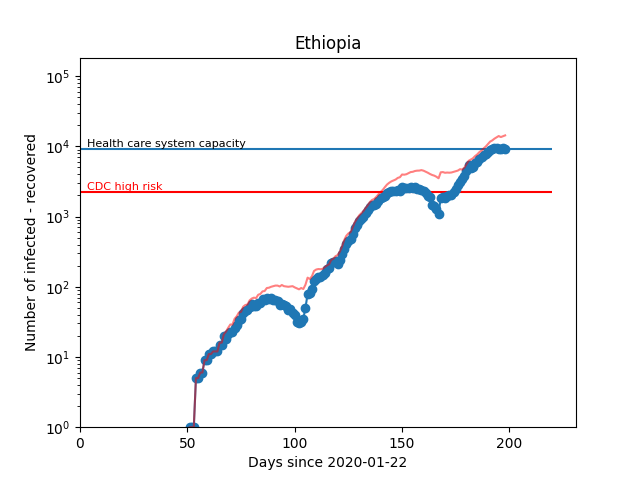 Ethiopia
Number of infected - recovered
10^5
10^4
10^3
10^2
10^1
10^0
Health care system capacity
CDC high risk
0 50 100 150 200
Days since 2020-01-22